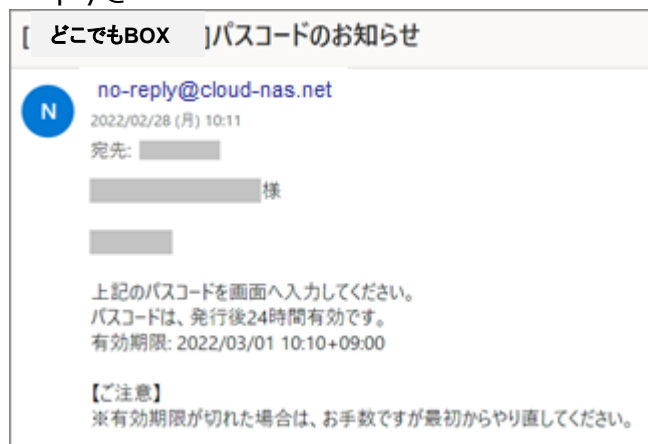 [どこでもBOX ]パスコードのお知らせ
N
no-reply@cloud-nas.net
2022/02/28 (月) 10:11
宛先:
様
上記のパスコードを画面へ入力してください。
パスコードは、発行後24時間有効です。
有効期限: 2022/03/01 10:10+09:00
【ご注意】
※有効期限が切れた場合は、お手数ですが最初からやり直してください。